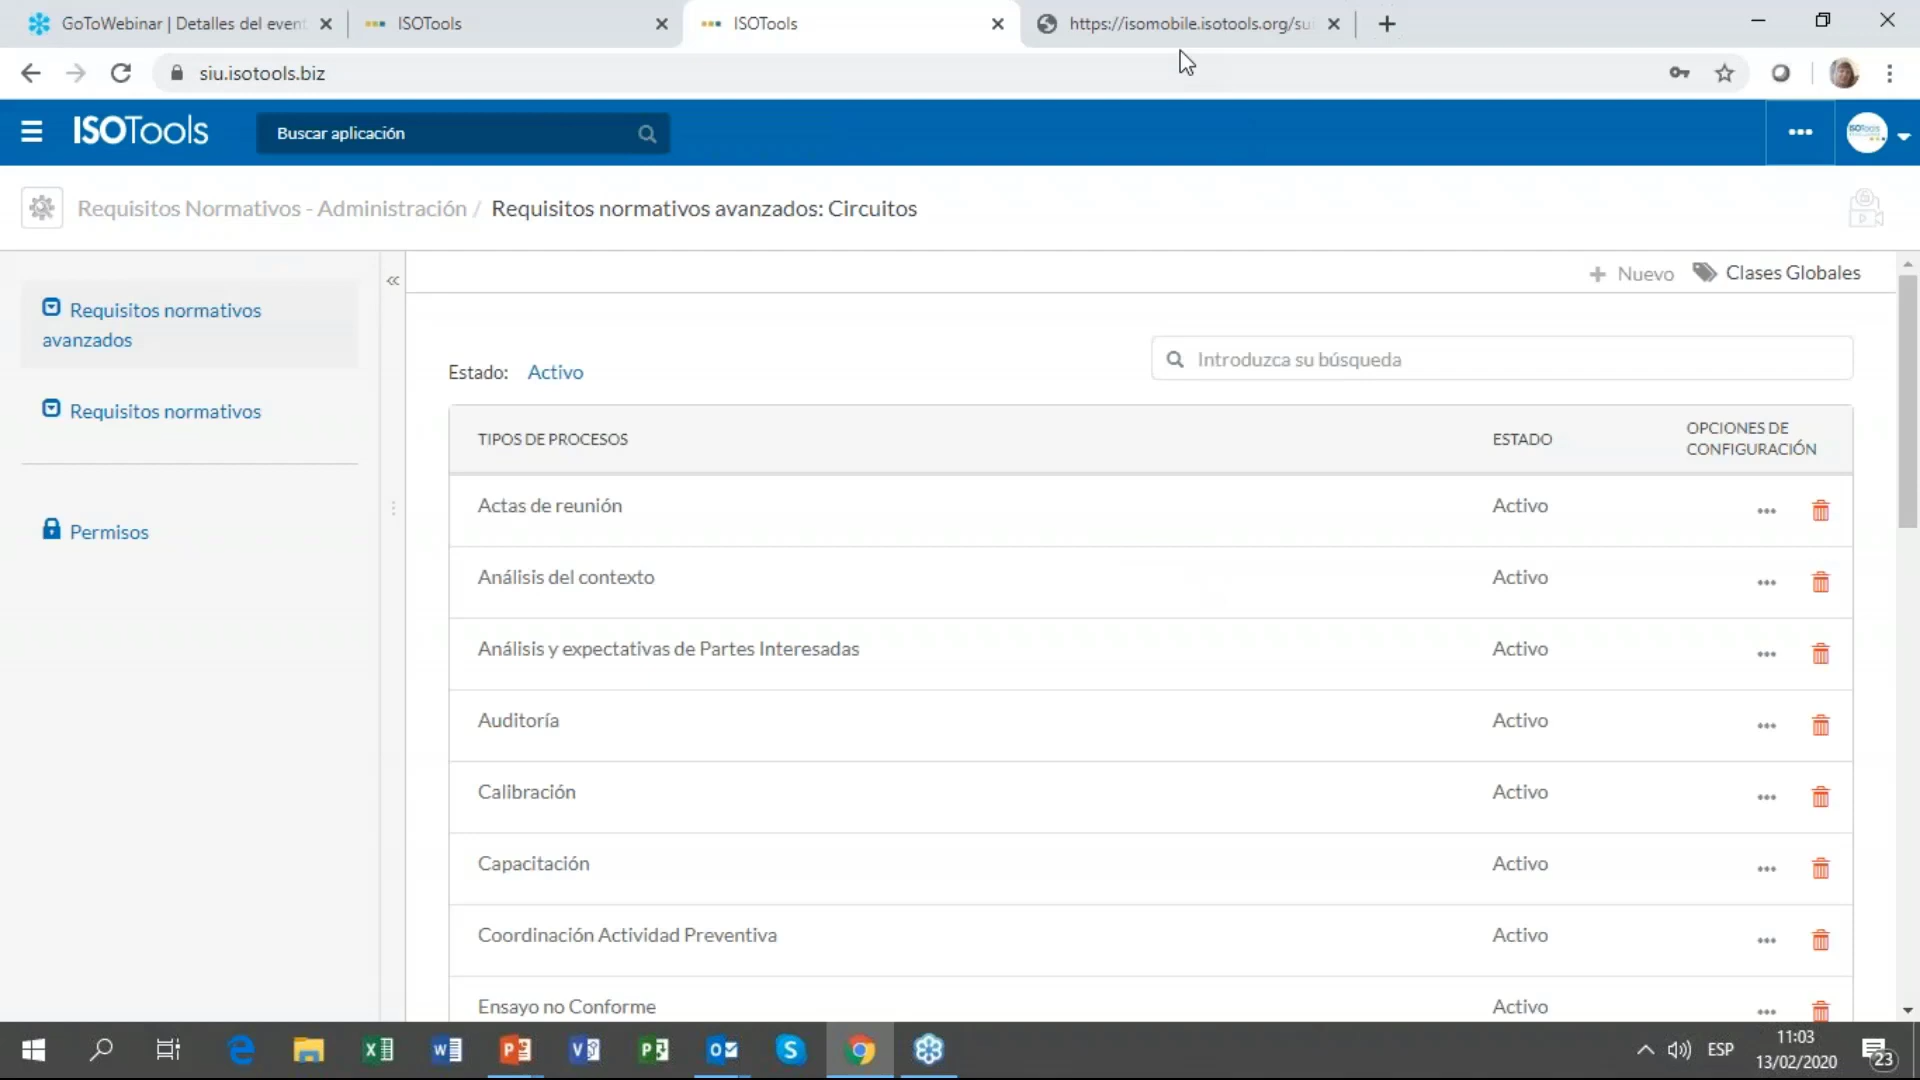 GoToWebinar | Detalles del event
ISOTools
ISOTools
https://isomobile.isotools.org/su
siu.isotools.biz
ISOTools
Buscar aplicación
Requisitos Normativos - Administración / Requisitos normativos avanzados: Circuitos
Requisitos normativos
avanzados
Requisitos normativos
Permisos
+ Nuevo
Clases Globales
Estado: Activo
Introduzca su búsqueda
TIPOS DE PROCESOS
ESTADO
OPCIONES DE
CONFIGURACIÓN
Actas de reunión Activo
Análisis del contexto Activo
Análisis y expectativas de Partes Interesadas Activo
Auditoría Activo
Calibración Activo
Capacitación Activo
Coordinación Actividad Preventiva Activo
Ensayo no Conforme Activo
ESP
11:03
13/02/2020
23